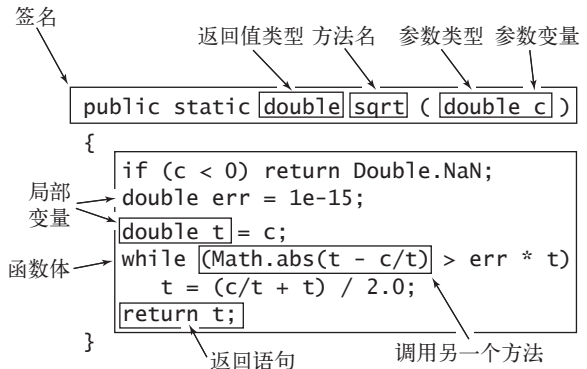 签名
返回值类型 方法名 参数类型 参数变量
public static double sqrt ( double c )
{
if (c < 0) return Double.NaN;
局部
变量
double err = 1e-15;
double t = c;
函数体
while (Math.abs(t - c/t) > err * t)
t = (c/t + t) / 2.0;
return t;
}
返回语句
调用另一个方法